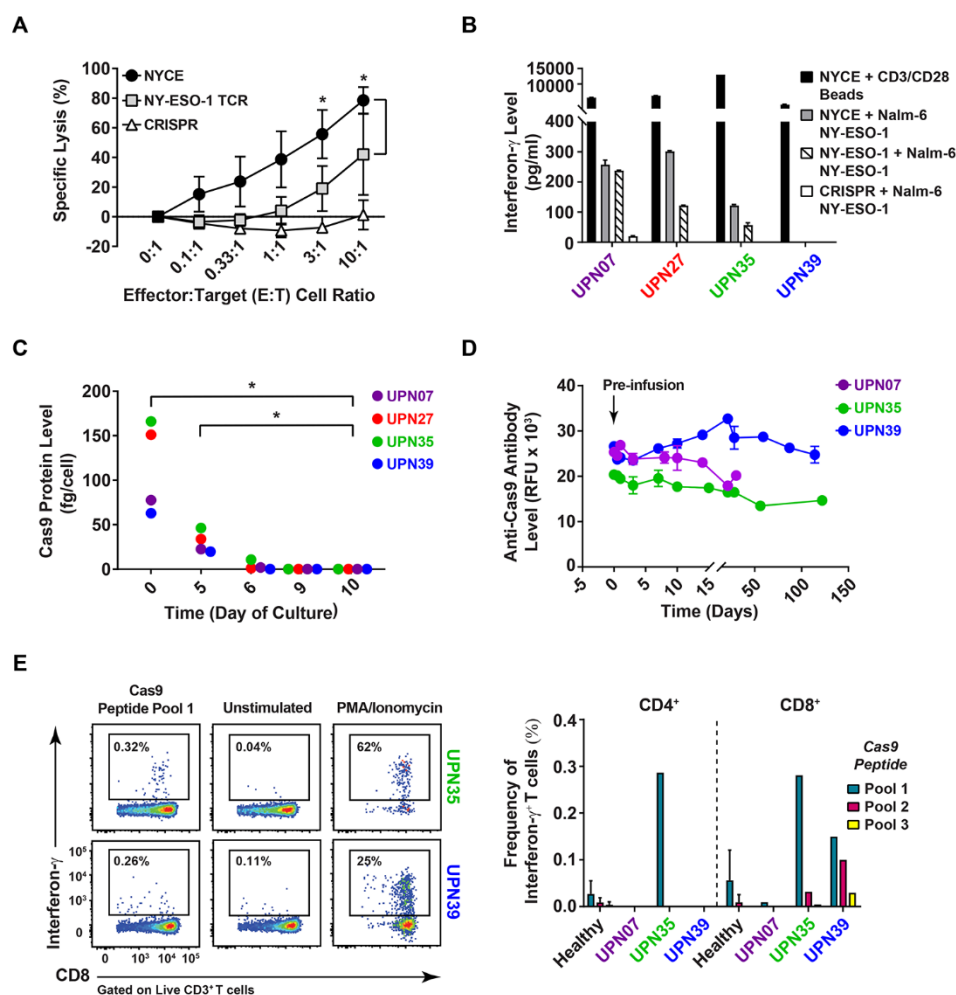 A
100
80
60
40
20
0
-20
Specific Lysis (%)
NYCE
NY-ESO-1 TCR
CRISPR
*
*
0:1
0.1:1
0.33:1
1:1
3:1
10:1
Effector:Target (E:T) Cell Ratio
B
15000
10000
5000
400
300
200
100
0
Interferon-γ Level
(pg/ml)
NYCE + CD3/CD28
Beads
NYCE + Nalm-6
NY-ESO-1
NY-ESO-1 + Nalm-6
NY-ESO-1
CRISPR + Nalm-6
NY-ESO-1
UPN07
UPN27
UPN35
UPN39
C
200
150
100
50
0
Cas9 Protein Level
(fg/cell)
*
*
UPN07
UPN27
UPN35
UPN39
0
5
6
9
10
Time (Day of Culture)
D
40
30
20
10
0
Anti-Cas9 Antibody
Level (RFU x 10³)
Pre-infusion
UPN07
UPN35
UPN39
-5
0
5
10
15
50
100
150
Time (Days)
E
Cas9
Peptide Pool 1
Unstimulated
PMA/Ionomycin
0.32%
0.04%
62%
UPN35
0.26%
0.11%
25%
UPN39
10⁵
10⁴
10³
0
Interferon-γ
0 10³ 10⁴ 10⁵
CD8
Gated on Live CD3⁺ T cells
0.4
0.3
0.2
0.1
0.0
Frequency of
Interferon-γ⁺ T cells (%)
CD4⁺
CD8⁺
Cas9
Peptide
Pool 1
Pool 2
Pool 3
Healthy
UPN07
UPN35
UPN39
Healthy
UPN07
UPN35
UPN39